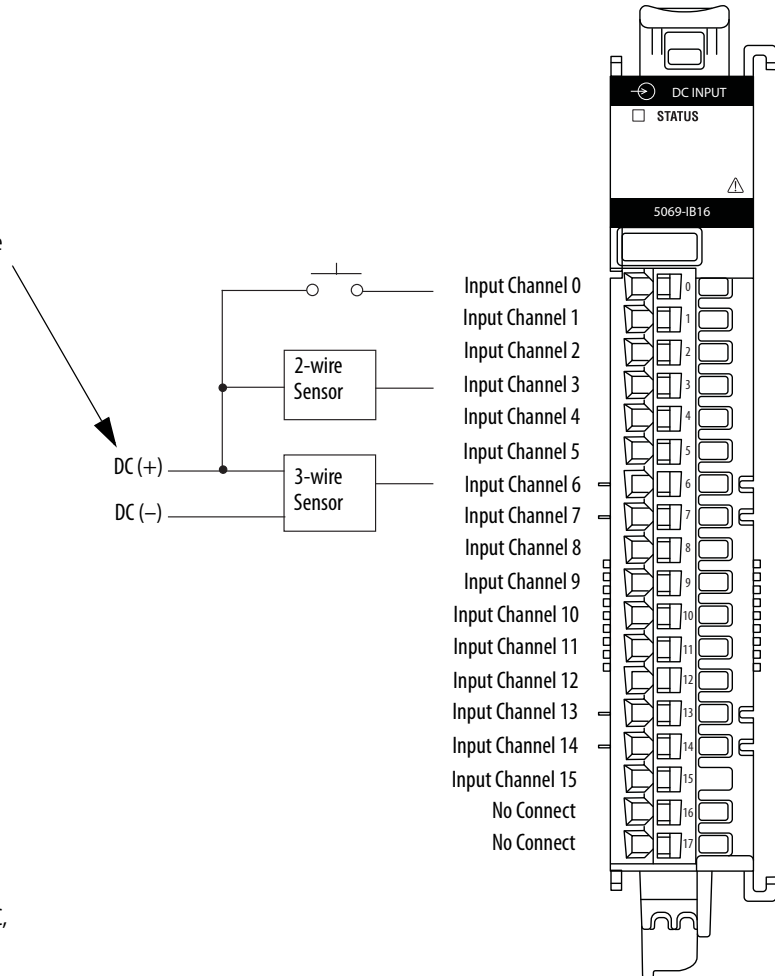 DC INPUT
STATUS
5069-IB16
e
Input Channel 0
Input Channel 1
Input Channel 2
Input Channel 3
Input Channel 4
Input Channel 5
Input Channel 6
Input Channel 7
Input Channel 8
Input Channel 9
Input Channel 10
Input Channel 11
Input Channel 12
Input Channel 13
Input Channel 14
Input Channel 15
No Connect
No Connect
2-wire
Sensor
3-wire
Sensor
DC (+)
DC (–)
0
1
2
3
4
5
6
7
8
9
10
11
12
13
14
15
16
17